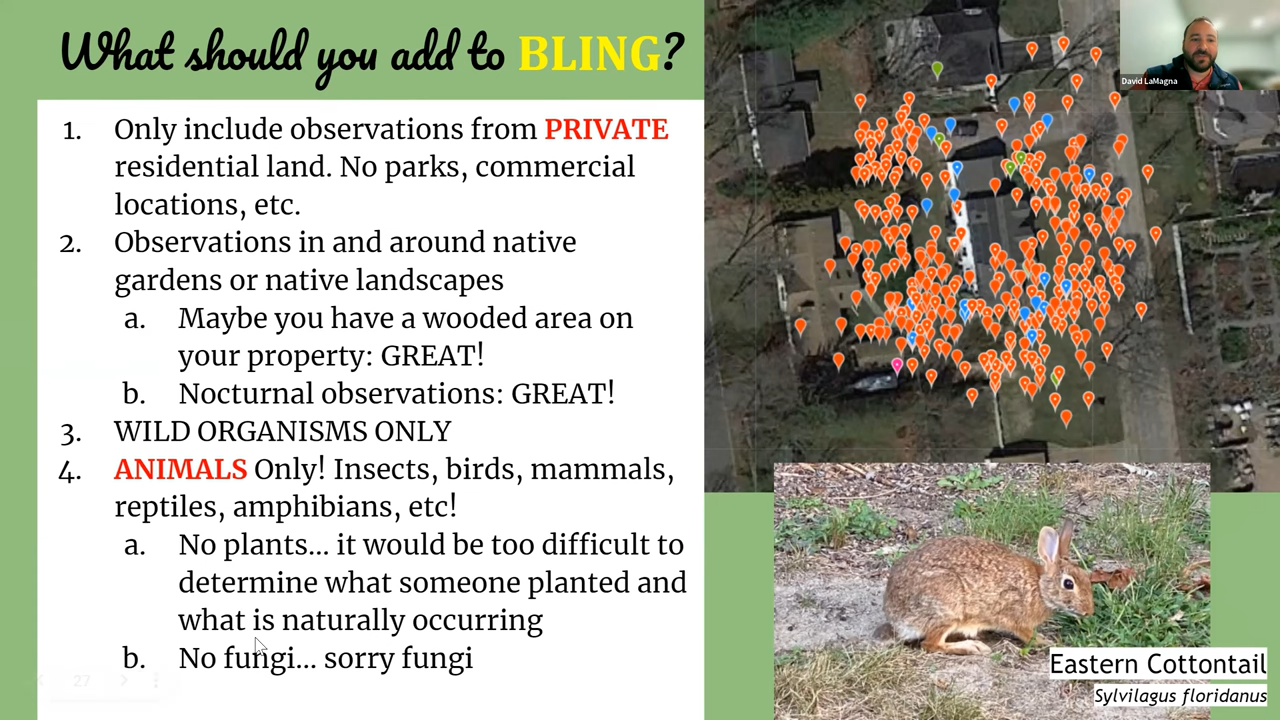 What should you add to BLING?
David LaMagna
1. Only include observations from PRIVATE
residential land. No parks, commercial
locations, etc.
2. Observations in and around native
gardens or native landscapes
a. Maybe you have a wooded area on
your property: GREAT!
b. Nocturnal observations: GREAT!
3. WILD ORGANISMS ONLY
4. ANIMALS Only! Insects, birds, mammals,
reptiles, amphibians, etc!
a. No plants... it would be too difficult to
determine what someone planted and
what is naturally occurring
b. No fungi... sorry fungi
27
Eastern Cottontail
Sylvilagus floridanus